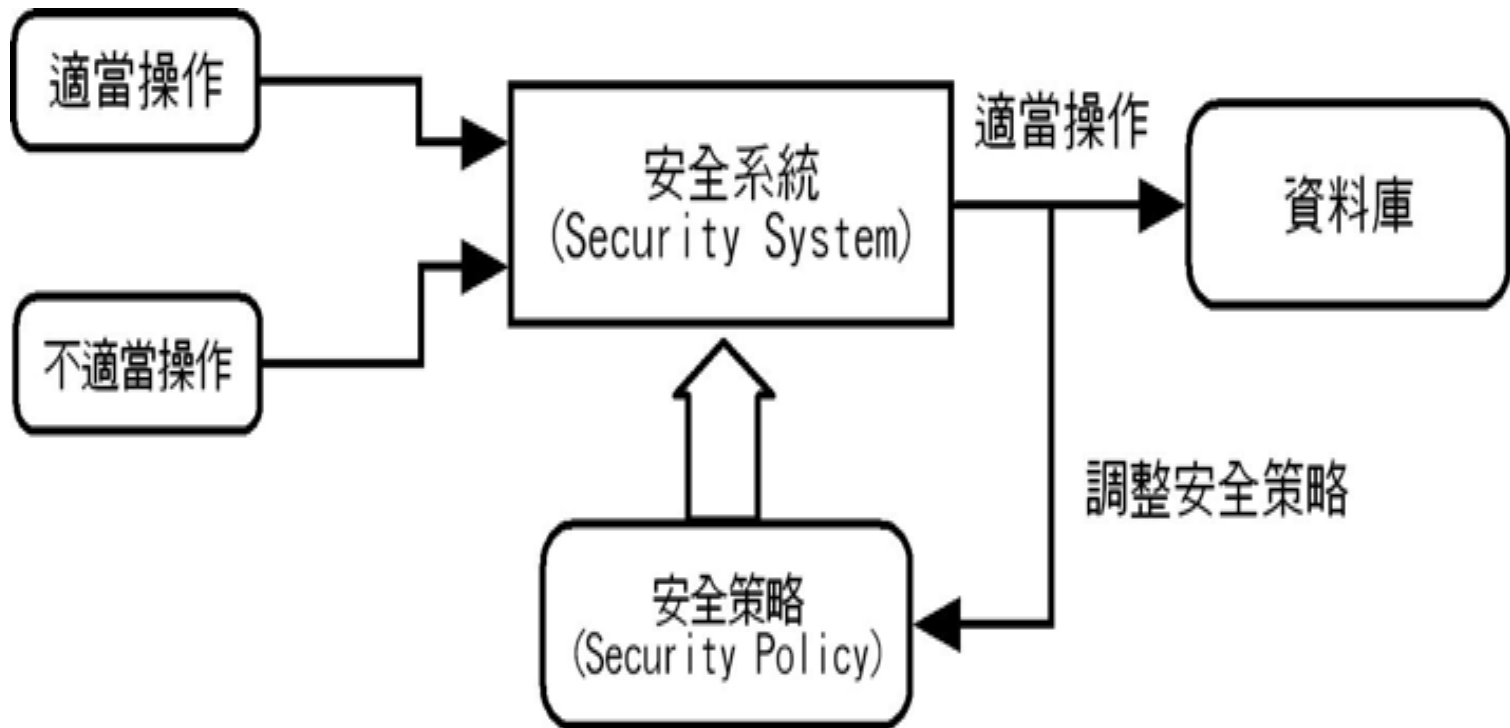 適當操作
不適當操作
安全系統
(Security System)
適當操作
資料庫
調整安全策略
安全策略
(Security Policy)